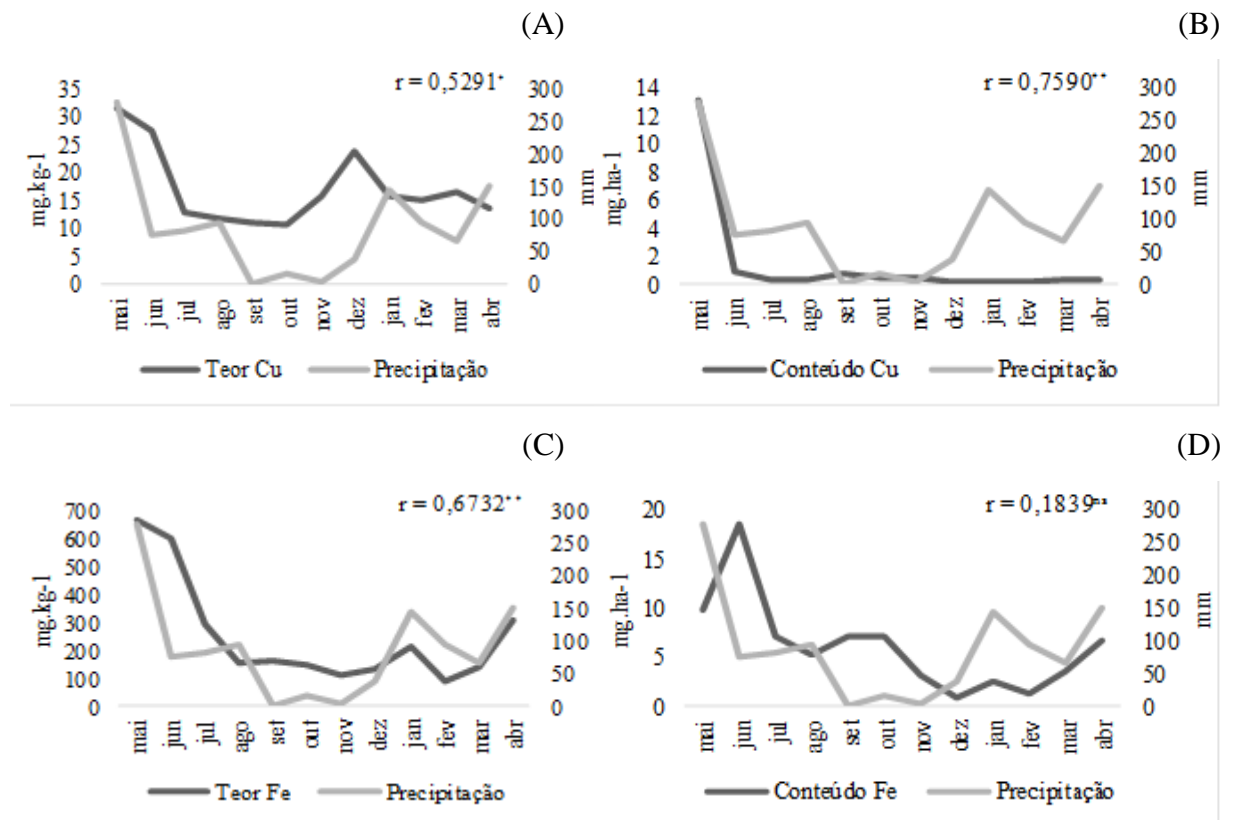 (A)
r = 0,5291*
mg.kg-1
35
30
25
20
15
10
5
0
300
250
200
150
100
50
0
mm
mai jun jul ago set out nov dez jan fev mar abr
Teor Cu Precipitação
(B)
r = 0,7590**
mg.ha-1
14
12
10
8
6
4
2
0
300
250
200
150
100
50
0
mm
mai jun jul ago set out nov dez jan fev mar abr
Conteúdo Cu Precipitação
(C)
r = 0,6732**
mg.kg-1
700
600
500
400
300
200
100
0
300
250
200
150
100
50
0
mai jun jul ago set out nov dez jan fev mar abr
Teor Fe Precipitação
(D)
r = 0,1839ns
mg.ha-1
20
15
10
5
0
300
250
200
150
100
50
0
mm
mai jun jul ago set out nov dez jan fev mar abr
Conteúdo Fe Precipitação